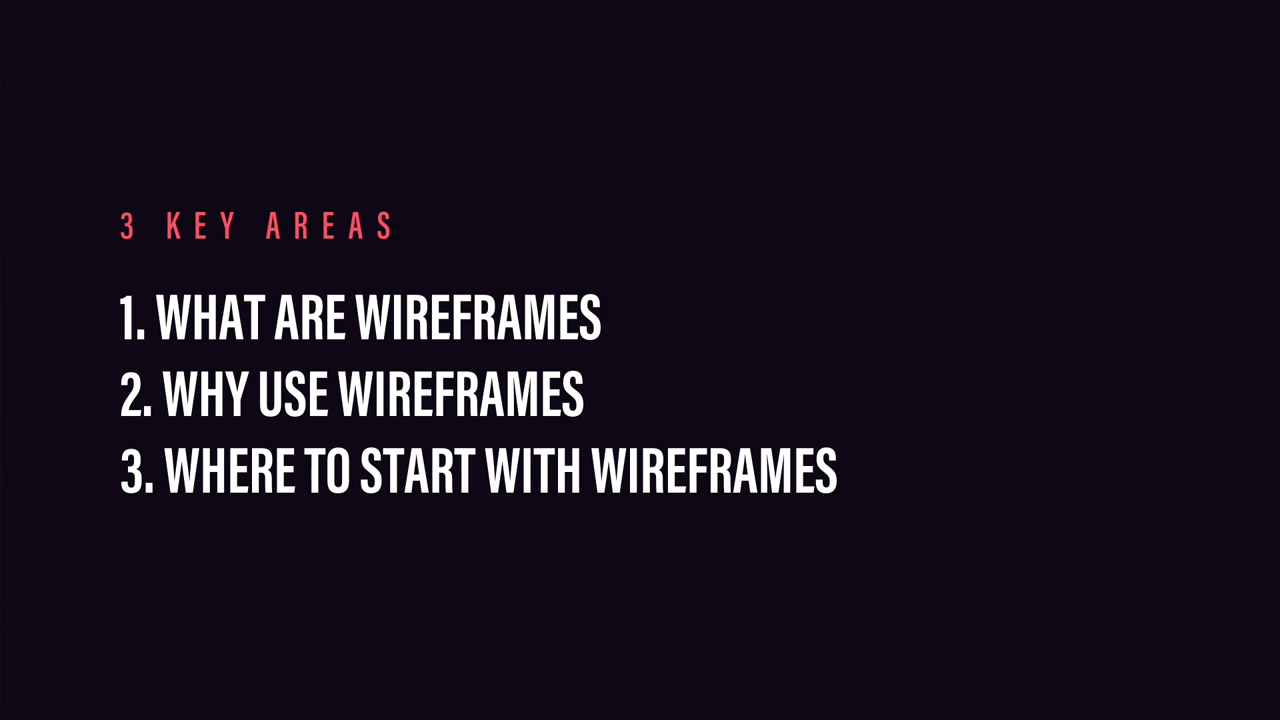 3 KEY AREAS
1. WHAT ARE WIREFRAMES
2. WHY USE WIREFRAMES
3. WHERE TO START WITH WIREFRAMES